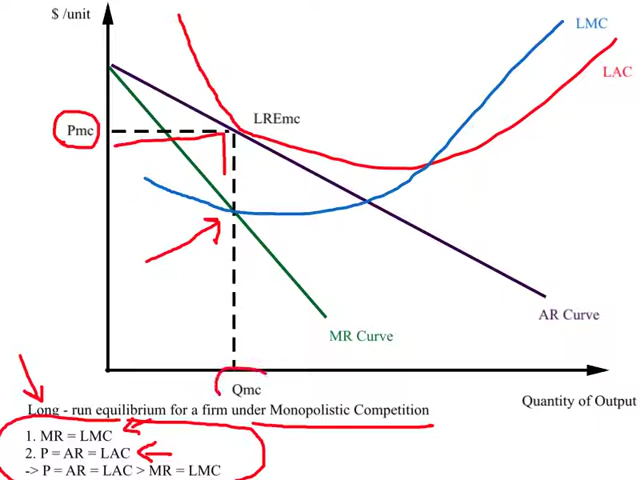 $ /unit
LMC
LAC
LREmc
Pmc
AR Curve
MR Curve
Qmc
Quantity of Output
Long - run equilibrium for a firm under Monopolistic Competition
1. MR = LMC
2. P = AR = LAC
-> P = AR = LAC > MR = LMC